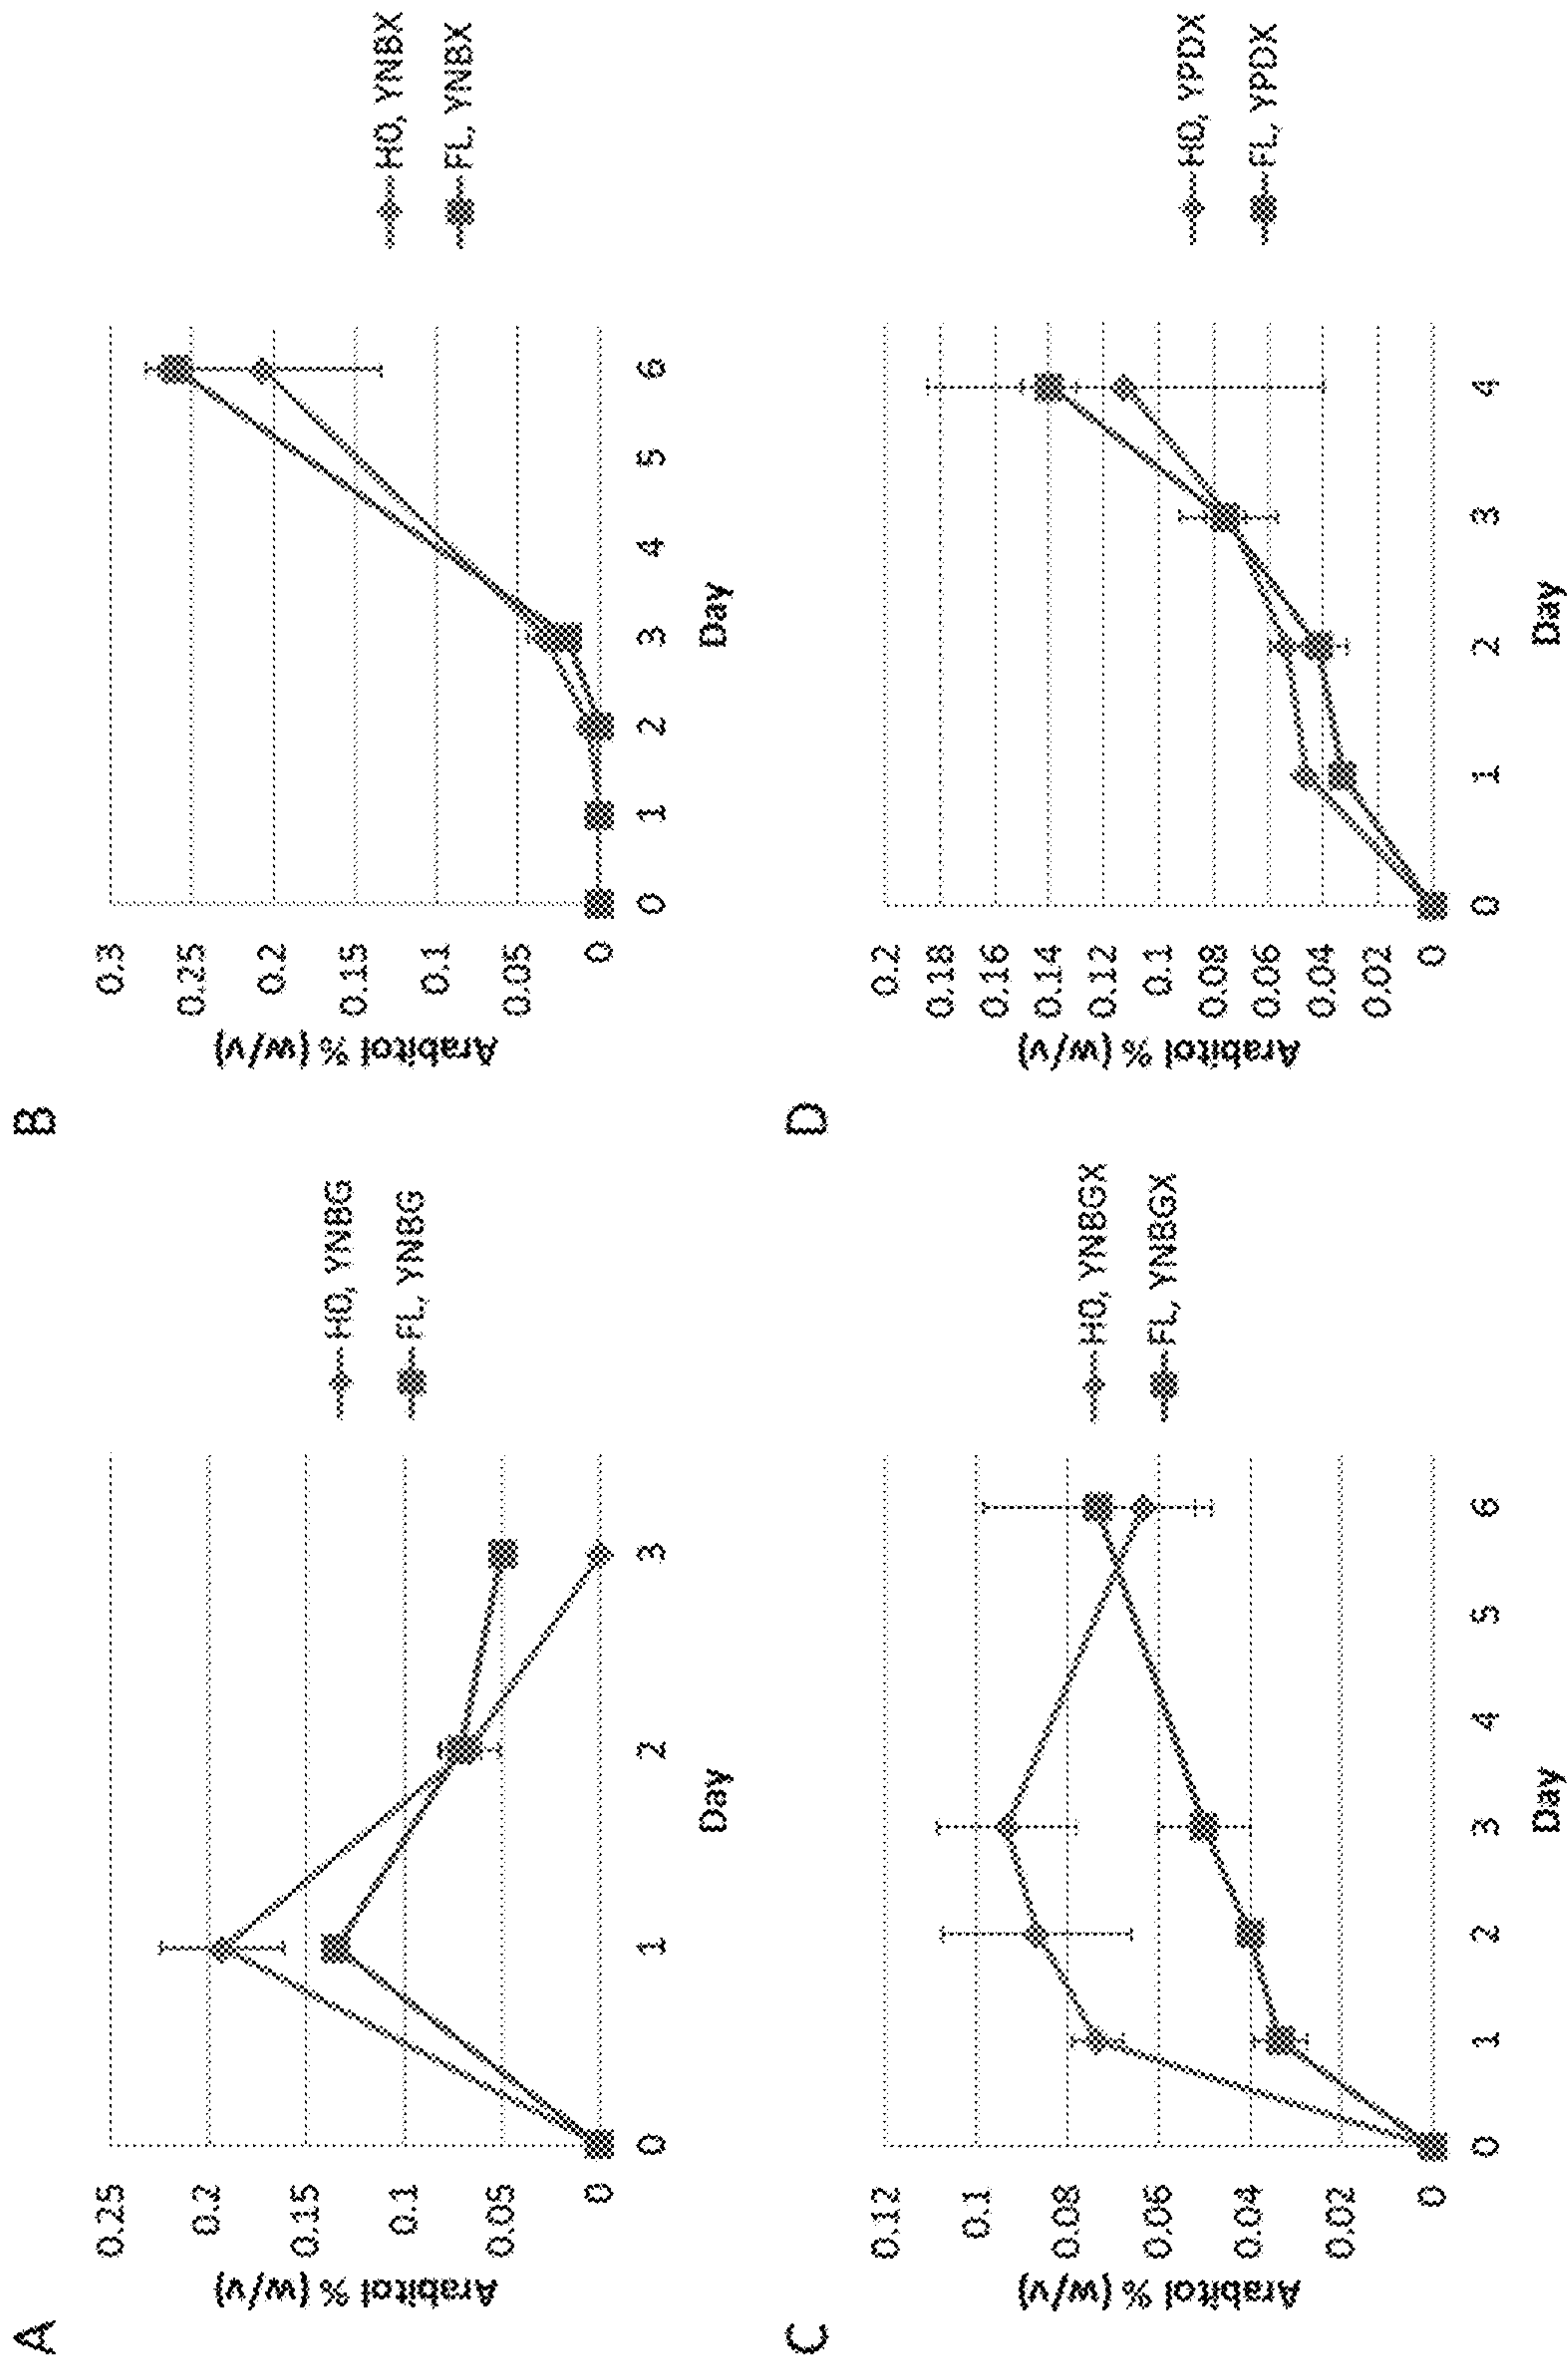 A
Arabitol % (w/v)
0.25
0.2
0.15
0.1
0.05
0
0 1 2 3
Day
HO, YNBG
FL, YNBG
B
Arabitol % (w/v)
0.3
0.25
0.2
0.15
0.1
0.05
0
0 1 2 3 4 5 6
Day
HO, YNBX
FL, YNBX
C
Arabitol % (w/v)
0.12
0.1
0.08
0.06
0.04
0.02
0
0 1 2 3 4 5 6
Day
HO, YNBGX
FL, YNBGX
D
Arabitol % (w/v)
0.2
0.18
0.16
0.14
0.12
0.1
0.08
0.06
0.04
0.02
0
0 1 2 3 4
Day
HO, YPDX
FL, YPDX